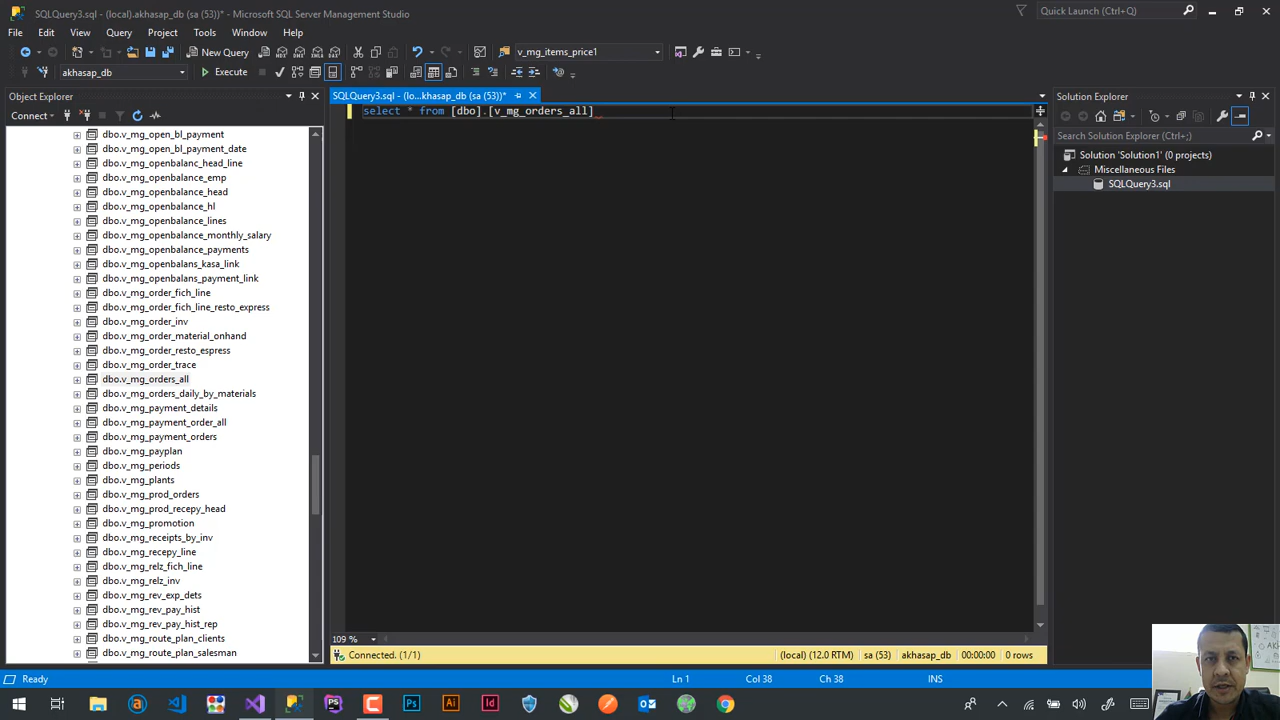 SQLQuery3.sql - (local).akhasap_db (sa (53))* - Microsoft SQL Server Management Studio
Quick Launch (Ctrl+Q)
File Edit View Query Project Tools Window Help
New Query
v_mg_items_price1
akhasap_db
Execute
Object Explorer
Connect
dbo.v_mg_open_bl_payment
dbo.v_mg_open_bl_payment_date
dbo.v_mg_openbalanc_head_line
dbo.v_mg_openbalance_emp
dbo.v_mg_openbalance_head
dbo.v_mg_openbalance_hl
dbo.v_mg_openbalance_lines
dbo.v_mg_openbalance_monthly_salary
dbo.v_mg_openbalance_payments
dbo.v_mg_openbalans_kasa_link
dbo.v_mg_openbalans_payment_link
dbo.v_mg_order_fich_line
dbo.v_mg_order_fich_line_resto_express
dbo.v_mg_order_inv
dbo.v_mg_order_material_onhand
dbo.v_mg_order_resto_espress
dbo.v_mg_order_trace
dbo.v_mg_orders_all
dbo.v_mg_orders_daily_by_materials
dbo.v_mg_payment_details
dbo.v_mg_payment_order_all
dbo.v_mg_payment_orders
dbo.v_mg_payplan
dbo.v_mg_periods
dbo.v_mg_plants
dbo.v_mg_prod_orders
dbo.v_mg_prod_recepy_head
dbo.v_mg_promotion
dbo.v_mg_receipts_by_inv
dbo.v_mg_recepy_line
dbo.v_mg_relz_fich_line
dbo.v_mg_relz_inv
dbo.v_mg_rev_exp_dets
dbo.v_mg_rev_pay_hist
dbo.v_mg_rev_pay_hist_rep
dbo.v_mg_route_plan_clients
dbo.v_mg_route_plan_salesman
SQLQuery3.sql - (lo...khasap_db (sa (53))*
select * from [dbo].[v_mg_orders_all]
109 %
Connected. (1/1)
(local) (12.0 RTM) sa (53) akhasap_db 00:00:00 0 rows
Solution Explorer
Search Solution Explorer (Ctrl+;)
Solution 'Solution1' (0 projects)
Miscellaneous Files
SQLQuery3.sql
Ready
Ln 1 Col 38 Ch 38 INS